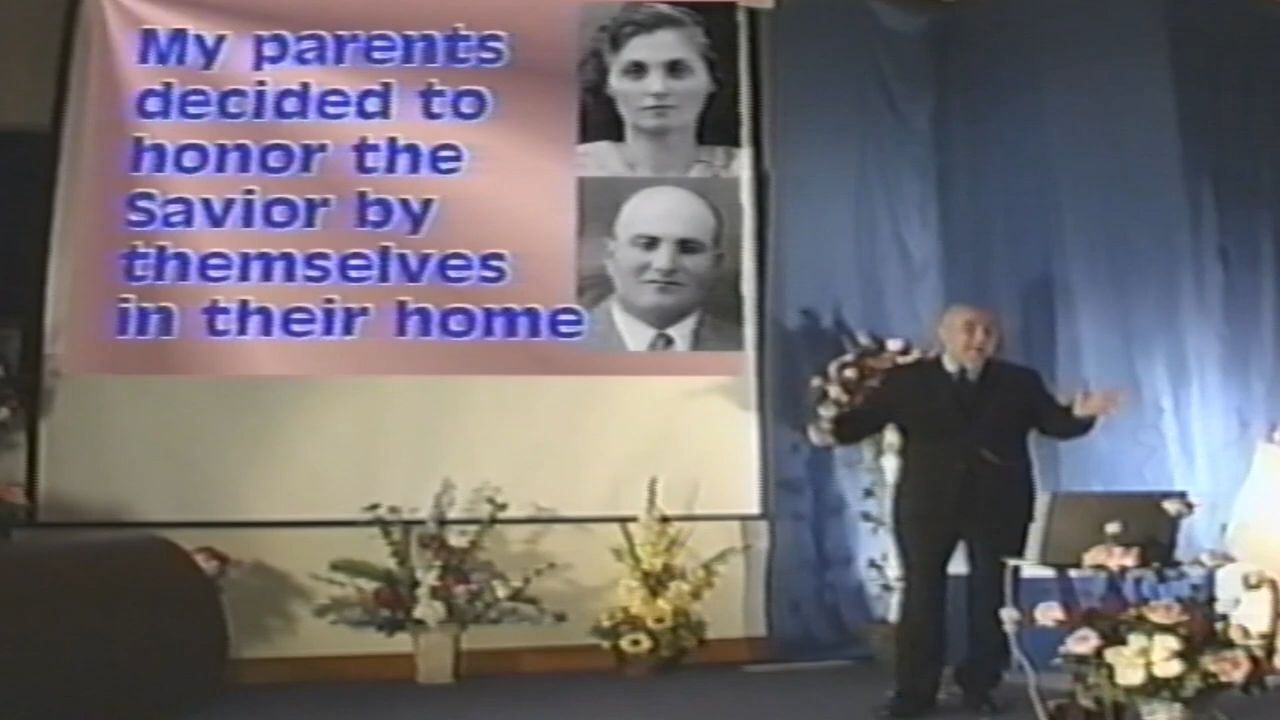 My parents
decided to
honor the
Savior by
themselves
in their home